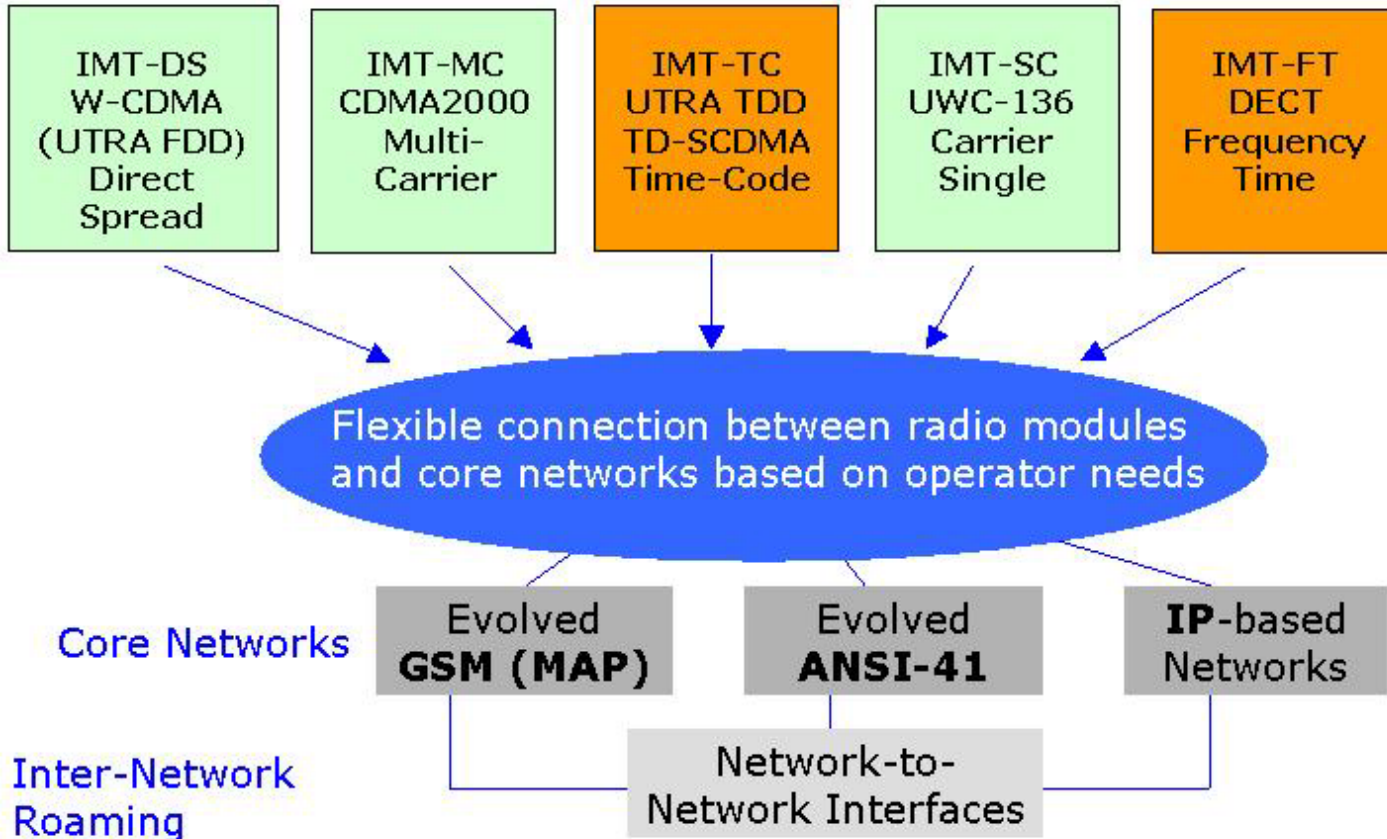 IMT-DS
W-CDMA
(UTRA FDD)
Direct
Spread
IMT-MC
CDMA2000
Multi-
Carrier
IMT-TC
UTRA TDD
TD-SCDMA
Time-Code
IMT-SC
UWC-136
Carrier
Single
IMT-FT
DECT
Frequency
Time
Flexible connection between radio modules
and core networks based on operator needs
Core Networks
Evolved
GSM (MAP)
Evolved
ANSI-41
IP-based
Networks
Inter-Network
Roaming
Network-to-
Network Interfaces